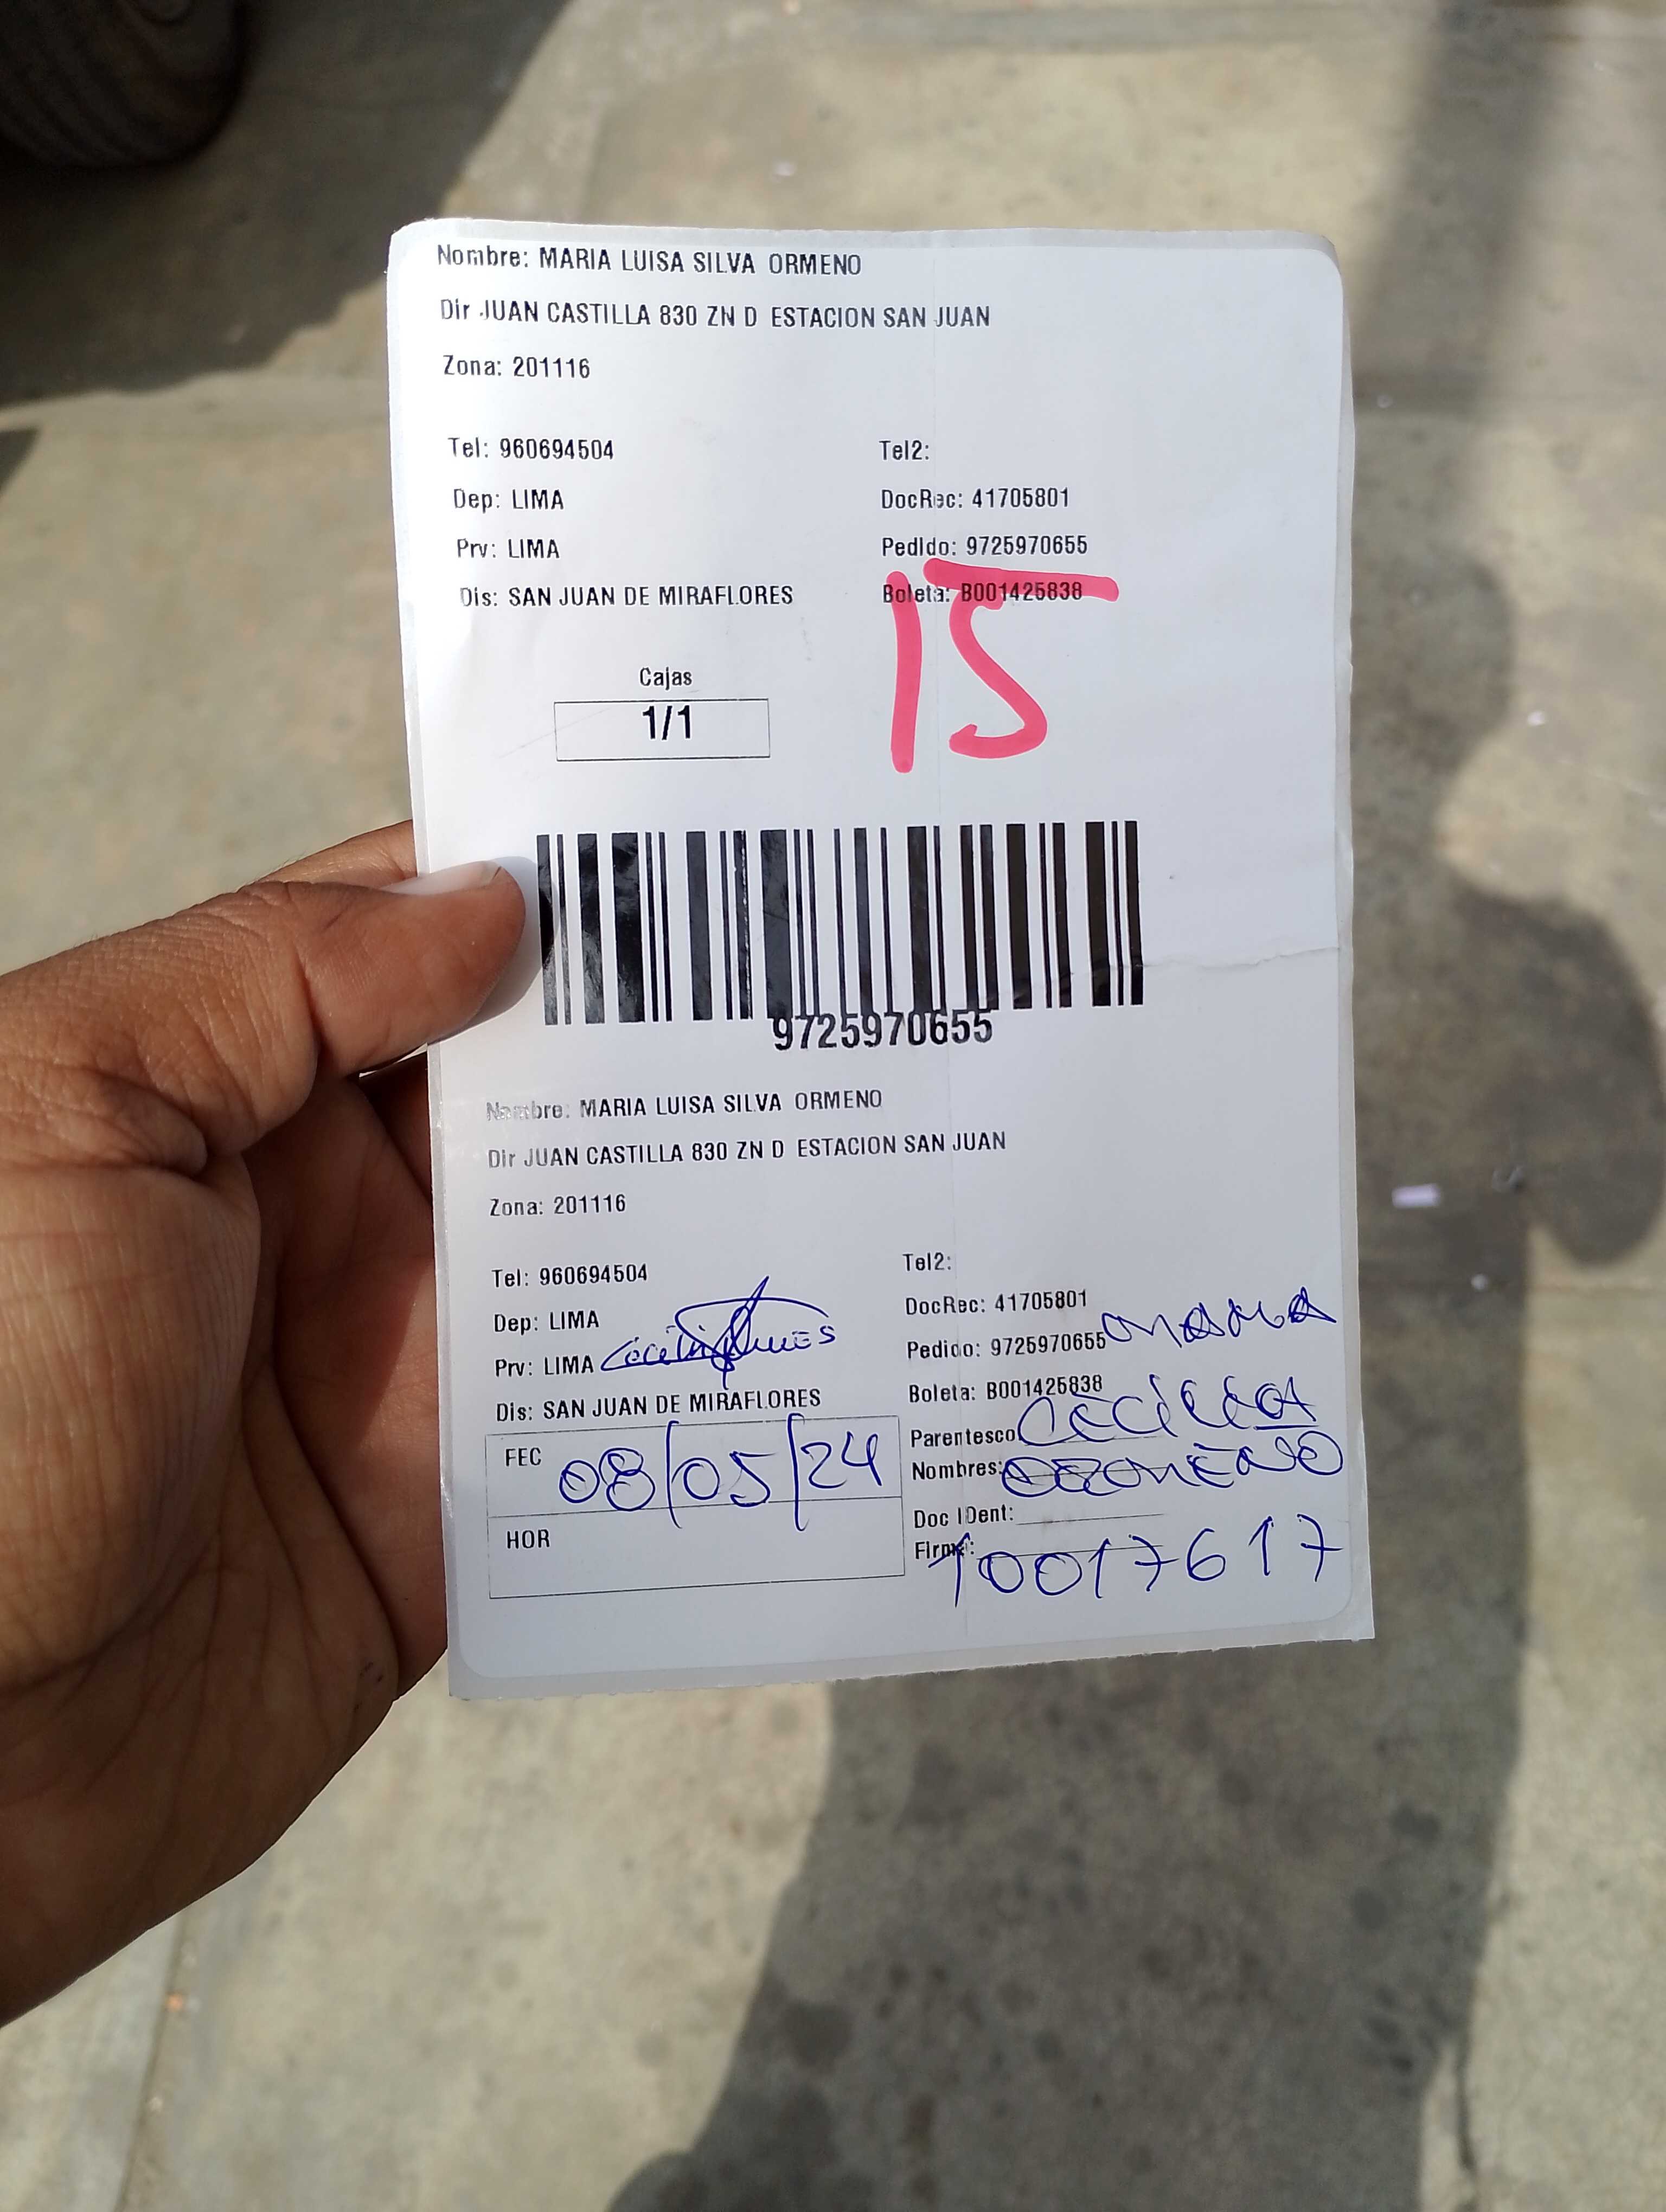 Nombre: MARIA LUISA SILVA ORMENO
Dir JUAN CASTILLA 830 ZN D ESTACION SAN JUAN
Zona: 201116
Tel: 960694504 Tel2:
Dep: LIMA DocRec: 41705801
Prv: LIMA Pedido: 9725970655
Dis: SAN JUAN DE MIRAFLORES Boleta: B001425838
15
Cajas
1/1
9725970655
Nombre: MARIA LUISA SILVA ORMENO
Dir JUAN CASTILLA 830 ZN D ESTACION SAN JUAN
Zona: 201116
Tel: 960694504 Tel2:
Dep: LIMA DocRec: 41705801
Prv: LIMA Pedido: 9725970655 MAMA
Dis: SAN JUAN DE MIRAFLORES Boleta: B001425838
FEC 08/05/24 Parentesco CECILIA
Nombres: ORMEÑO
HOR Doc IDent:
Firma: 10017617